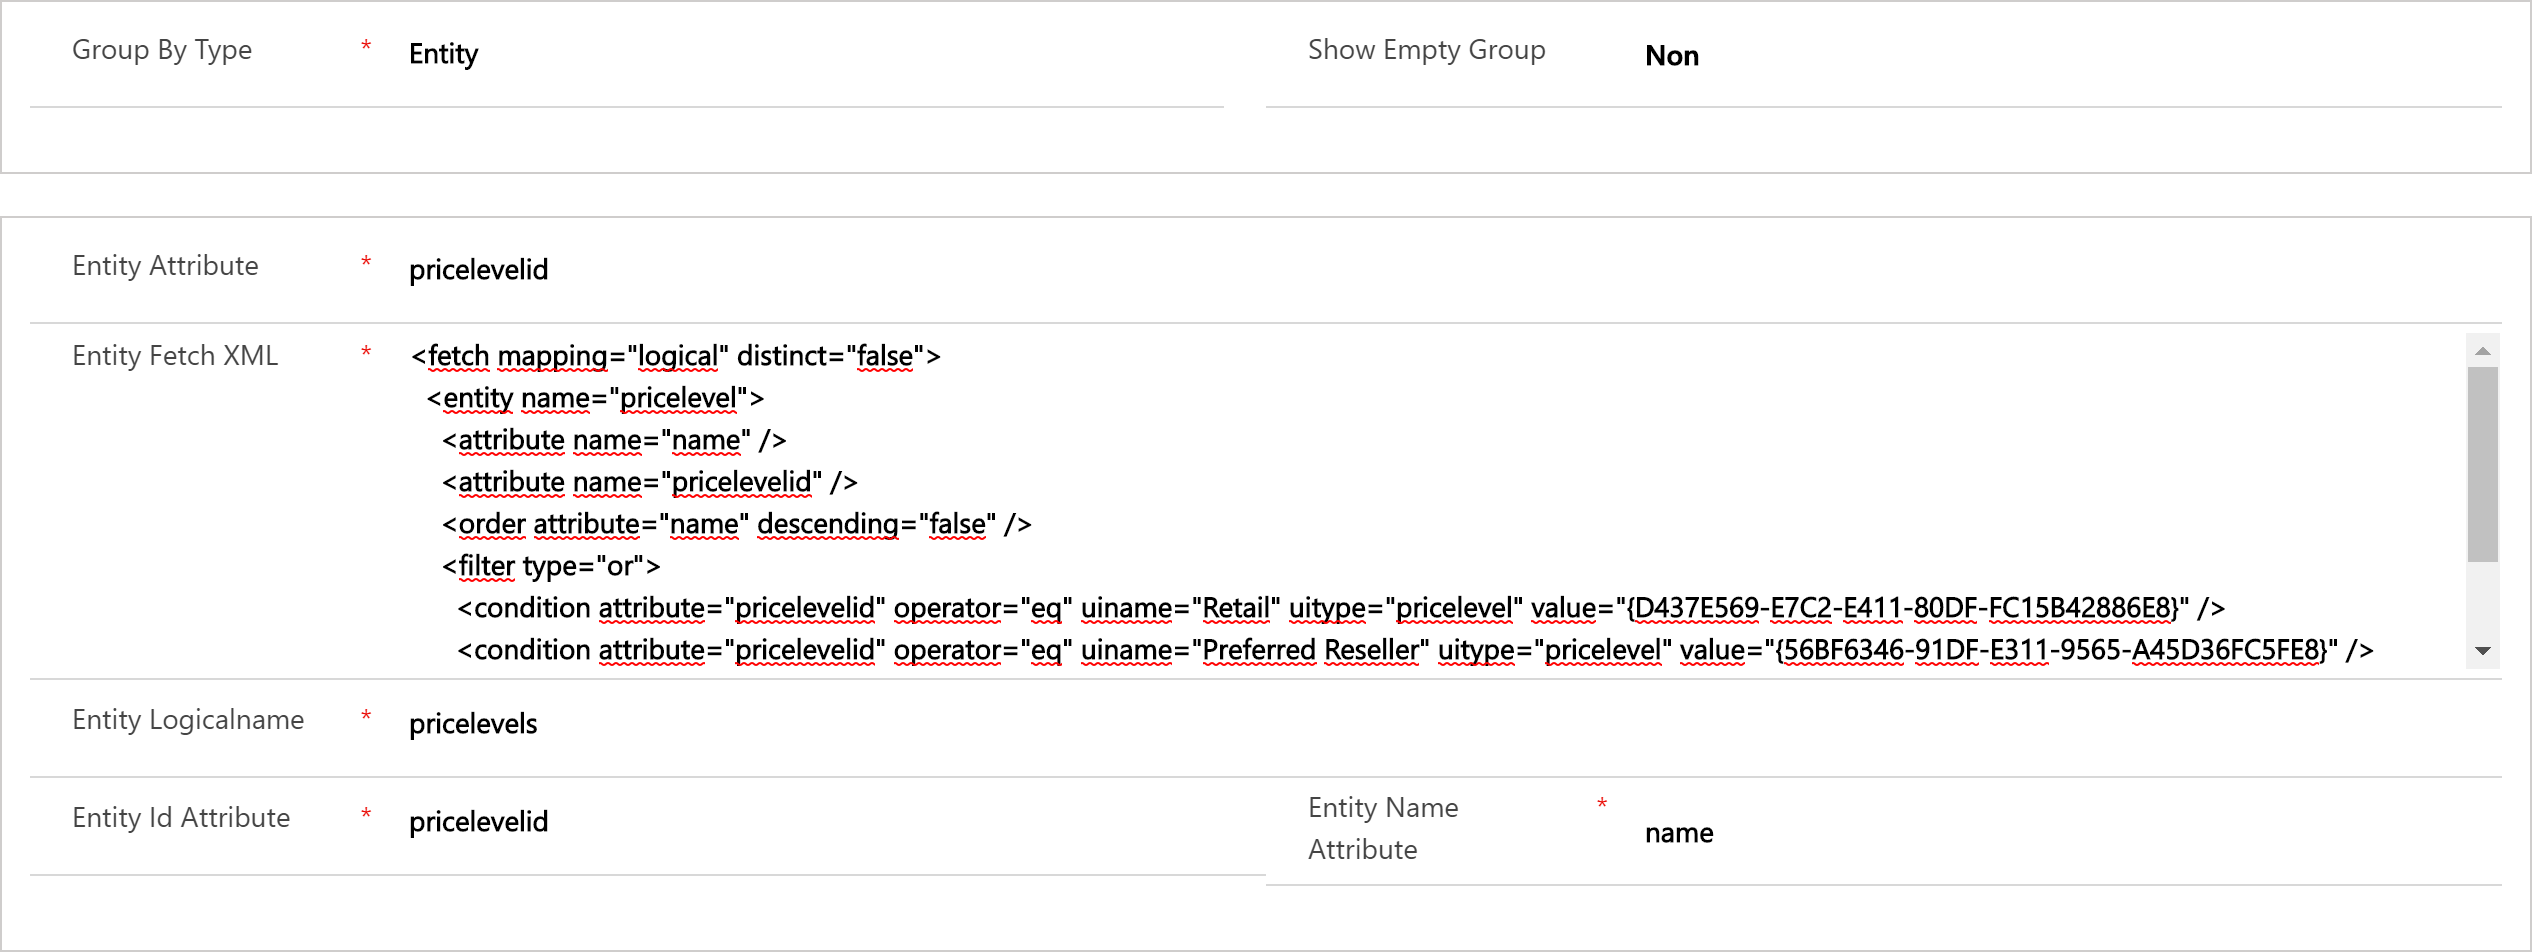 Group By Type * Entity
Show Empty Group Non
Entity Attribute * pricelevelid
Entity Fetch XML * <fetch mapping="logical" distinct="false">
<entity name="pricelevel">
<attribute name="name" />
<attribute name="pricelevelid" />
<order attribute="name" descending="false" />
<filter type="or">
<condition attribute="pricelevelid" operator="eq" uiname="Retail" uitype="pricelevel" value="{D437E569-E7C2-E411-80DF-FC15B42886E8}" />
<condition attribute="pricelevelid" operator="eq" uiname="Preferred Reseller" uitype="pricelevel" value="{56BF6346-91DF-E311-9565-A45D36FC5FE8}" />
Entity Logicalname * pricelevels
Entity Id Attribute * pricelevelid
Entity Name
Attribute
* name